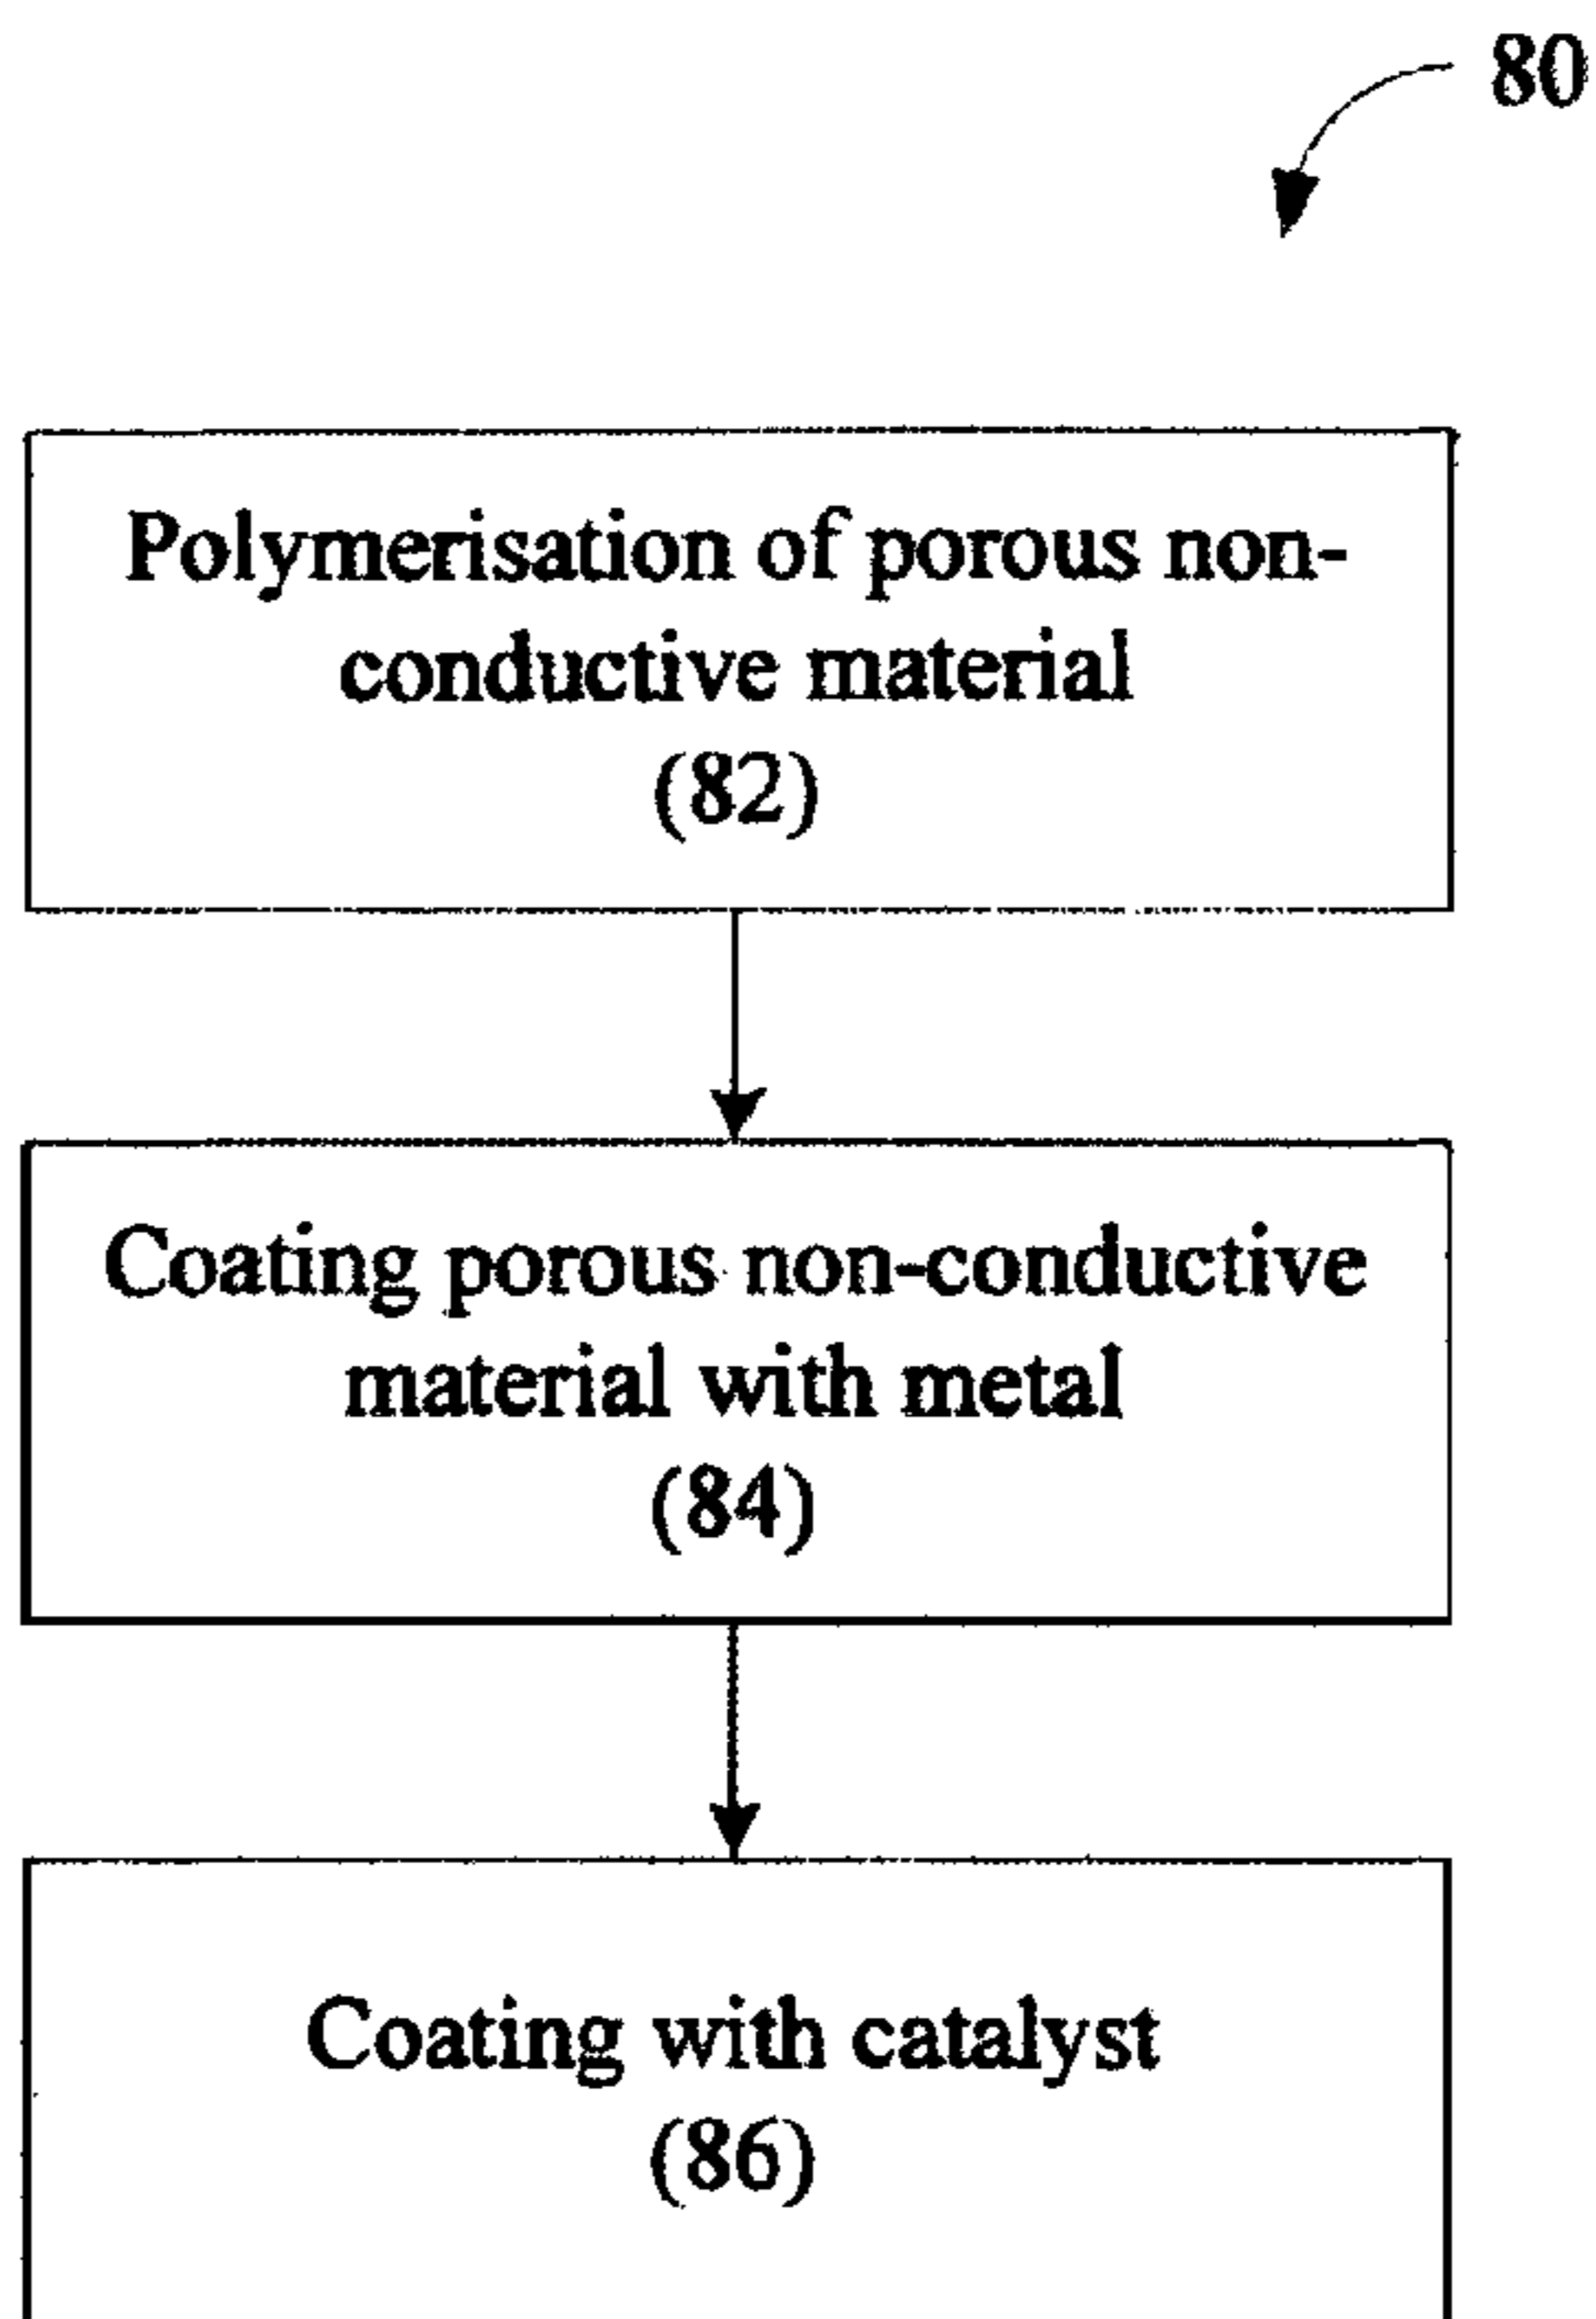 80
Polymerisation of porous non-
conductive material
(82)
Coating porous non-conductive
material with metal
(84)
Coating with catalyst
(86)